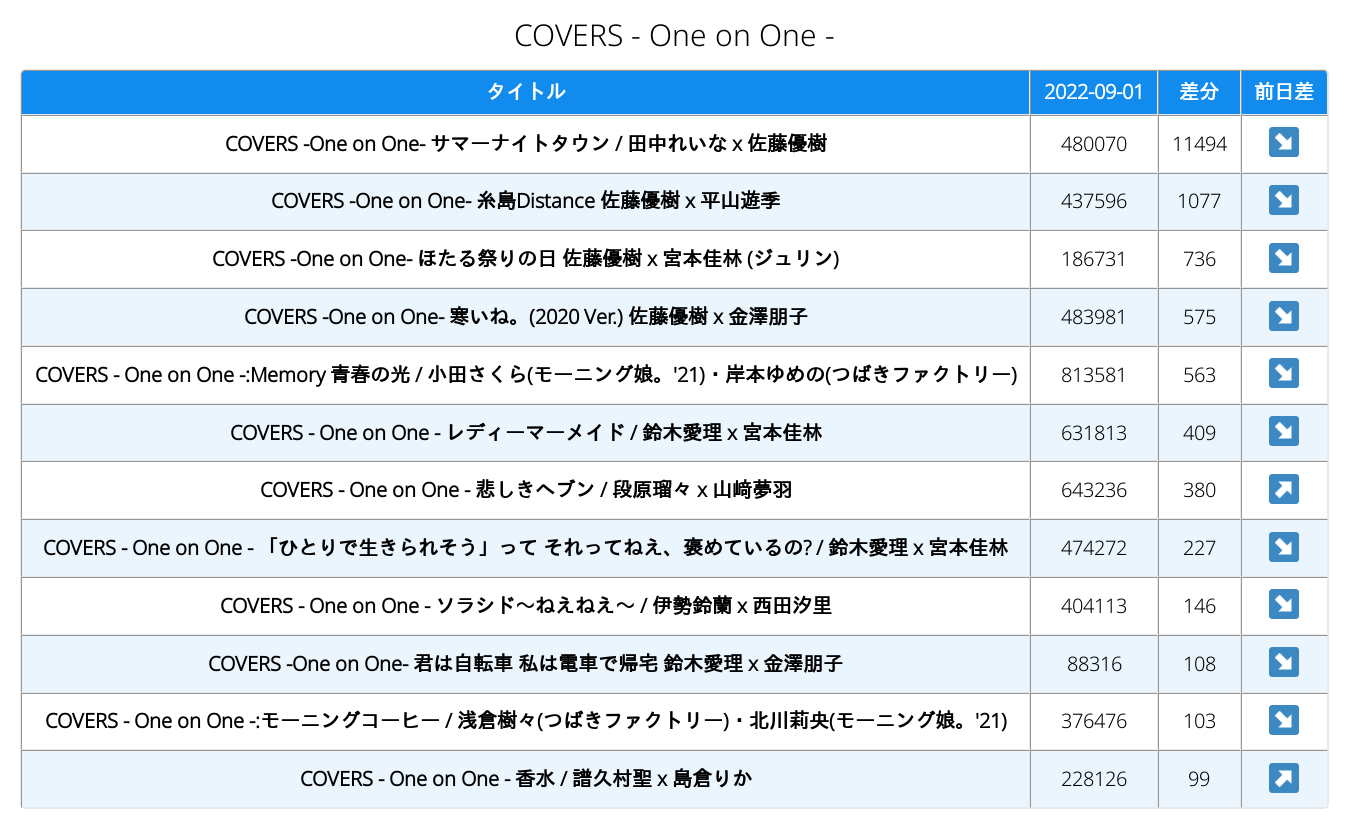 COVERS - One on One -
タイトル 2022-09-01 差分 前日差
COVERS -One on One- サマーナイトタウン / 田中れいな x 佐藤優樹 480070 11494
COVERS -One on One- 糸島Distance 佐藤優樹 x 平山遊季 437596 1077
COVERS -One on One- ほたる祭りの日 佐藤優樹 x 宮本佳林 (ジュリン) 186731 736
COVERS -One on One- 寒いね。(2020 Ver.) 佐藤優樹 x 金澤朋子 483981 575
COVERS - One on One -:Memory 青春の光 / 小田さくら(モーニング娘。'21)・岸本ゆめの(つばきファクトリー) 813581 563
COVERS - One on One - レディーマーメイド / 鈴木愛理 x 宮本佳林 631813 409
COVERS - One on One - 悲しきヘブン / 段原瑠々 x 山﨑夢羽 643236 380
COVERS - One on One - 「ひとりで生きられそう」って それってねえ、褒めているの? / 鈴木愛理 x 宮本佳林 474272 227
COVERS - One on One - ソラシド〜ねえねえ〜 / 伊勢鈴蘭 x 西田汐里 404113 146
COVERS -One on One- 君は自転車 私は電車で帰宅 鈴木愛理 x 金澤朋子 88316 108
COVERS - One on One -:モーニングコーヒー / 浅倉樹々(つばきファクトリー)・北川莉央(モーニング娘。'21) 376476 103
COVERS - One on One - 香水 / 譜久村聖 x 島倉りか 228126 99